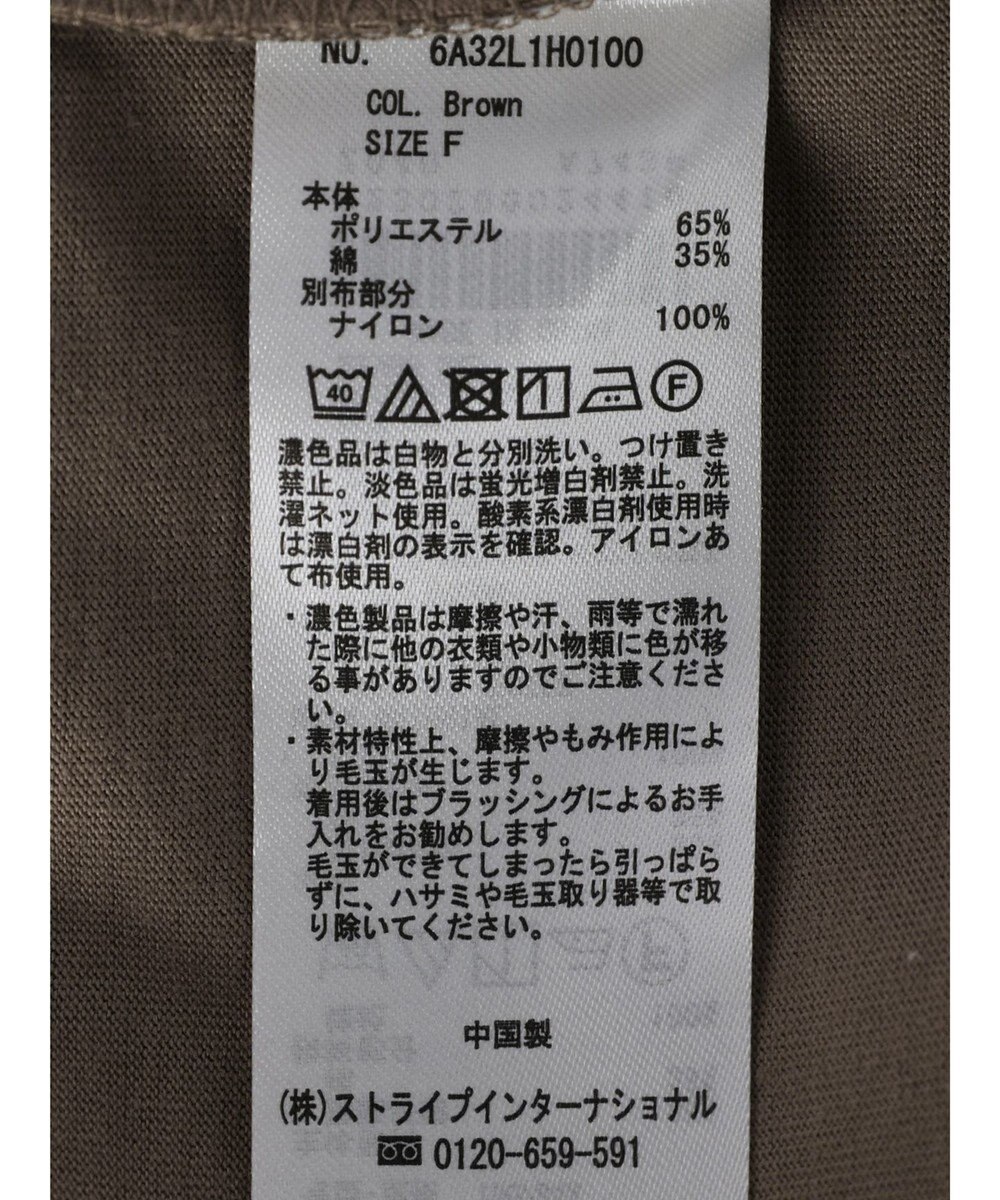 NO. 6A32L1H0100
COL. Brown
SIZE F
本体
ポリエステル 65%
綿 35%
別布部分
ナイロン 100%
40 F
濃色品は白物と分別洗い。つけ置き
禁止。淡色品は蛍光増白剤禁止。洗
濯ネット使用。酸素系漂白剤使用時
は漂白剤の表示を確認。アイロンあ
て布使用。
・濃色製品は摩擦や汗、雨等で濡れ
た際に他の衣類や小物類に色が移
る事がありますのでご注意くださ
い。
・素材特性上、摩擦やもみ作用によ
り毛玉が生じます。
着用後はブラッシングによるお手
入れをお勧めします。
毛玉ができてしまったら引っぱら
ずに、ハサミや毛玉取り器等で取
り除いてください。
中国製
(株)ストライプインターナショナル
0120-659-591